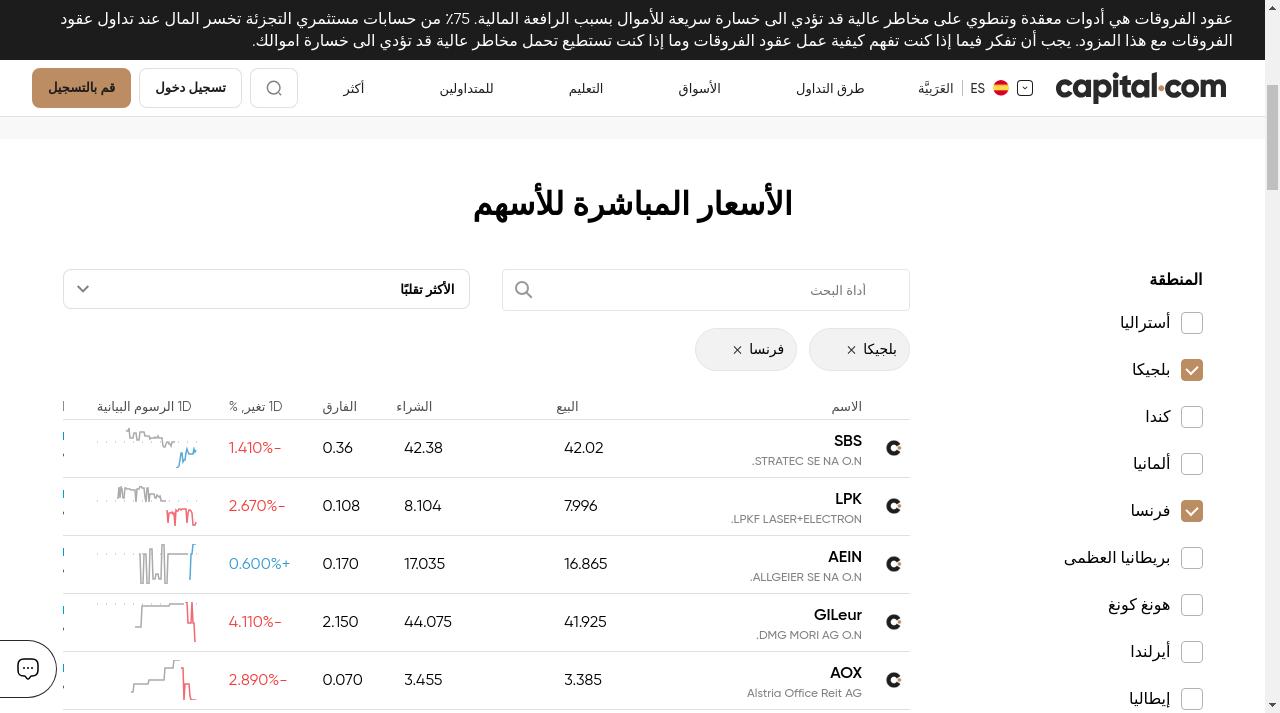 عقود الفروقات هي أدوات معقدة وتنطوي على مخاطر عالية قد تؤدي الى خسارة سريعة للأموال بسبب الرافعة المالية. 75٪ من حسابات مستثمري التجزئة تخسر المال عند تداول عقود
الفروقات مع هذا المزود. يجب أن تفكر فيما إذا كنت تفهم كيفية عمل عقود الفروقات وما إذا كنت تستطيع تحمل مخاطر عالية قد تؤدي الى خسارة اموالك.
capital.com
ES العَرَبيَّة
طرق التداول
الأسواق
التعليم
للمتداولين
أكثر
تسجيل دخول
قم بالتسجيل
الأسعار المباشرة للأسهم
المنطقة
أستراليا
بلجيكا
كندا
ألمانيا
فرنسا
بريطانيا العظمى
هونغ كونغ
أيرلندا
إيطاليا
أداة البحث
الأكثر تقلبًا
بلجيكا
فرنسا
الاسم البيع الشراء الفارق 1D تغير, % 1D الرسوم البيانية
SBS 42.02 42.38 0.36 -1.410%
STRATEC SE NA O.N.
LPK 7.996 8.104 0.108 -2.670%
LPKF LASER+ELECTRON.
AEIN 16.865 17.035 0.170 +0.600%
ALLGEIER SE NA O.N.
GILeur 41.925 44.075 2.150 -4.110%
DMG MORI AG O.N.
AOX 3.385 3.455 0.070 -2.890%
Alstria Office Reit AG